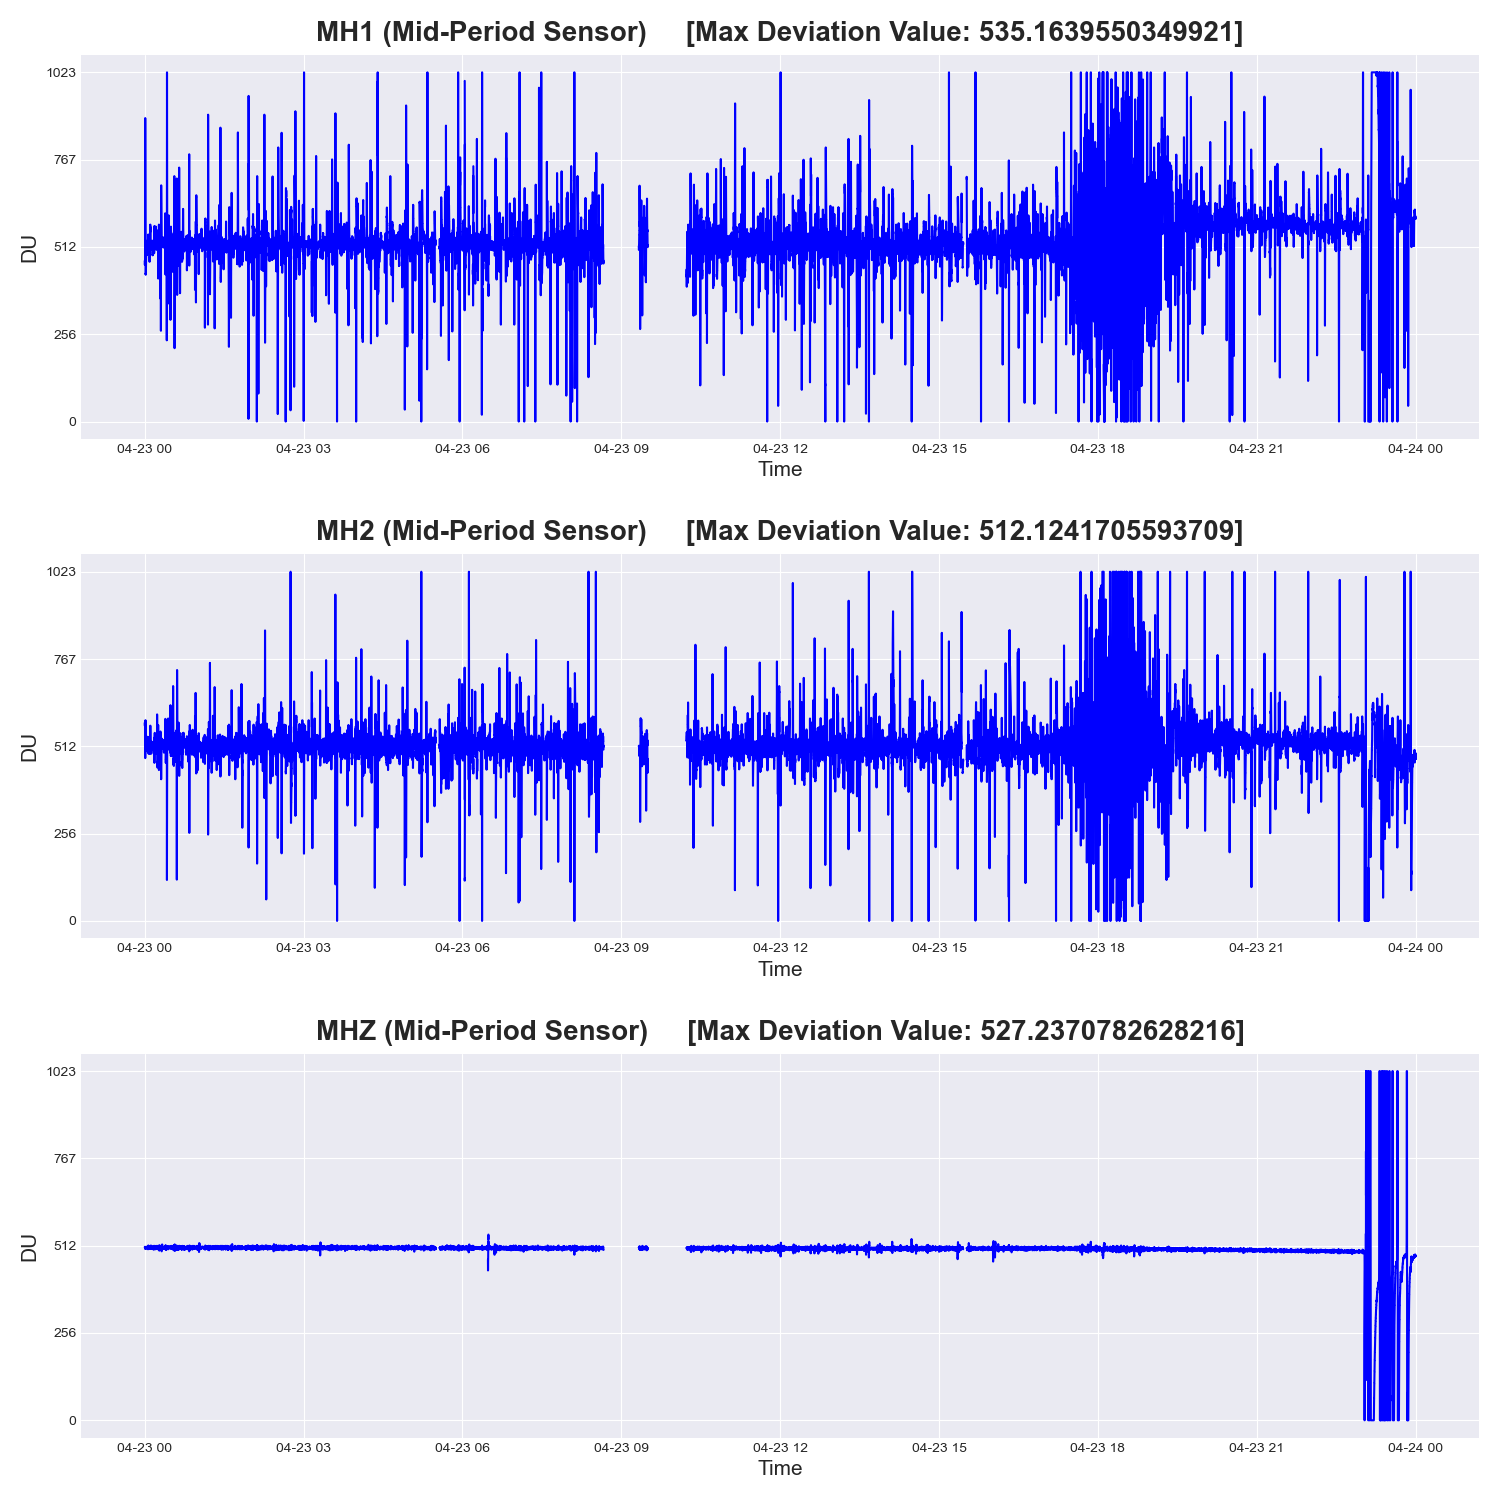 MH1 (Mid-Period Sensor) [Max Deviation Value: 535.1639550349921]
1023
767
512
256
0
DU
04-23 00 04-23 03 04-23 06 04-23 09 04-23 12 04-23 15 04-23 18 04-23 21 04-24 00
Time
MH2 (Mid-Period Sensor) [Max Deviation Value: 512.1241705593709]
1023
767
512
256
0
DU
04-23 00 04-23 03 04-23 06 04-23 09 04-23 12 04-23 15 04-23 18 04-23 21 04-24 00
Time
MHZ (Mid-Period Sensor) [Max Deviation Value: 527.2370782628216]
1023
767
512
256
0
DU
04-23 00 04-23 03 04-23 06 04-23 09 04-23 12 04-23 15 04-23 18 04-23 21 04-24 00
Time